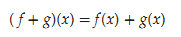 (f + g)(x) = f(x) + g(x)